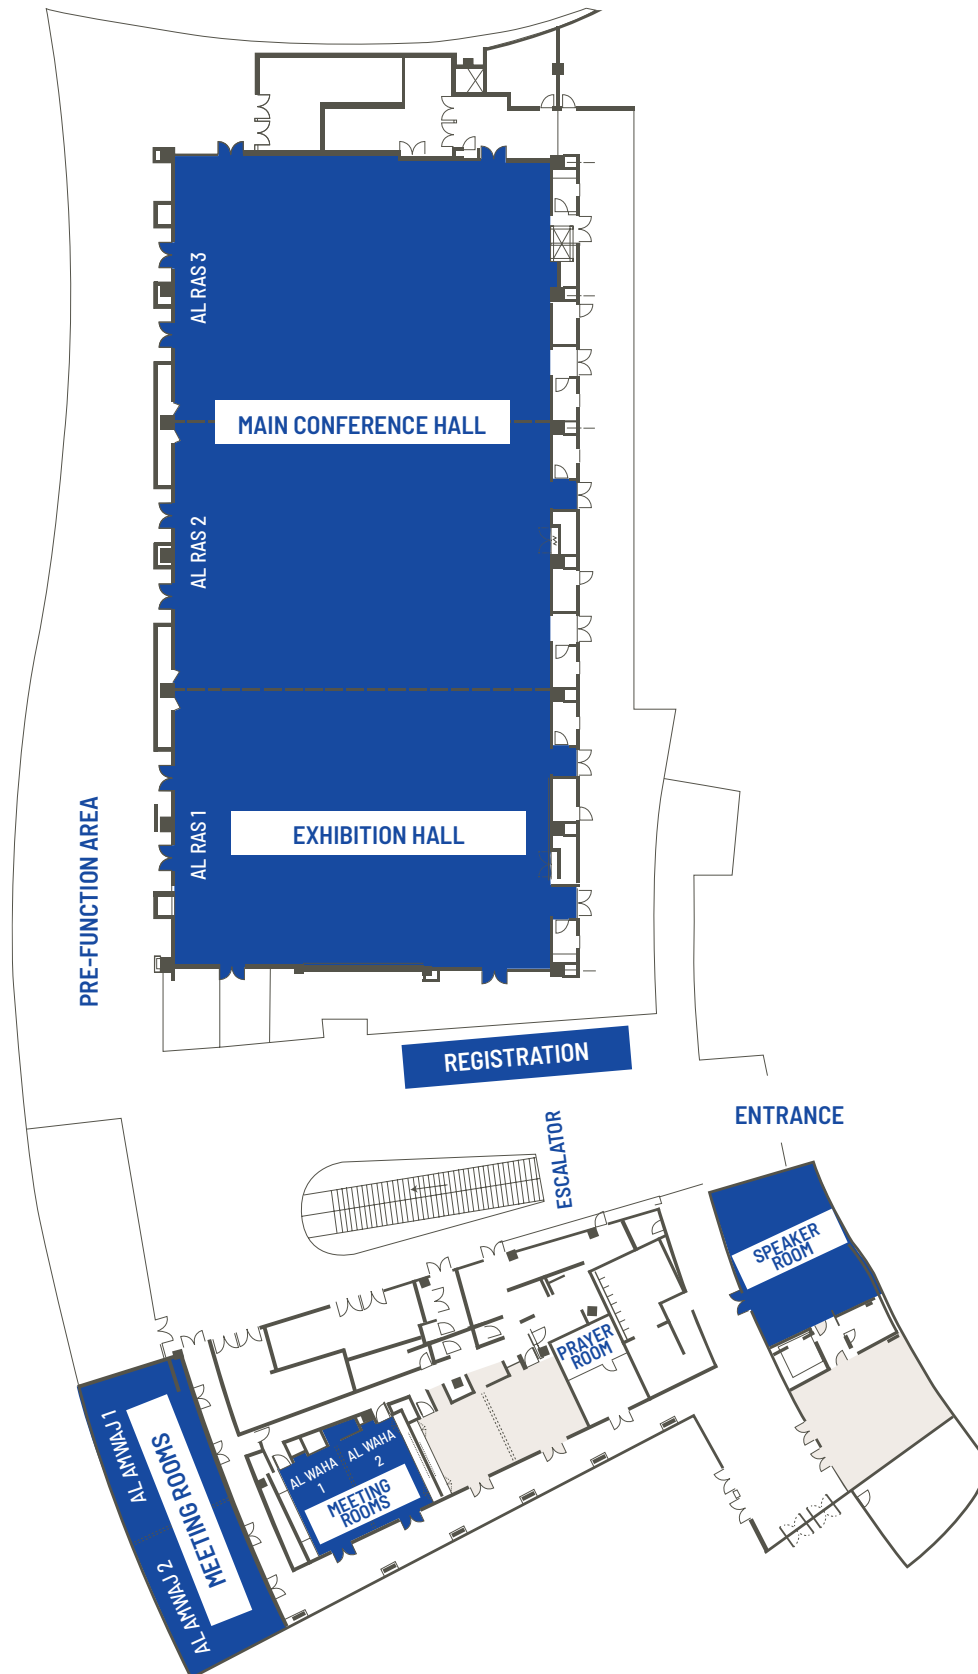 AL RAS 3
MAIN CONFERENCE HALL
AL RAS 2
AL RAS 1
EXHIBITION HALL
PRE-FUNCTION AREA
REGISTRATION
ENTRANCE
ESCALATOR
SPEAKER
ROOM
PRAYER
ROOM
AL AMWAJ 1
MEETING ROOMS
AL AMWAJ 2
AL WAHA
1
AL WAHA
2
MEETING
ROOMS